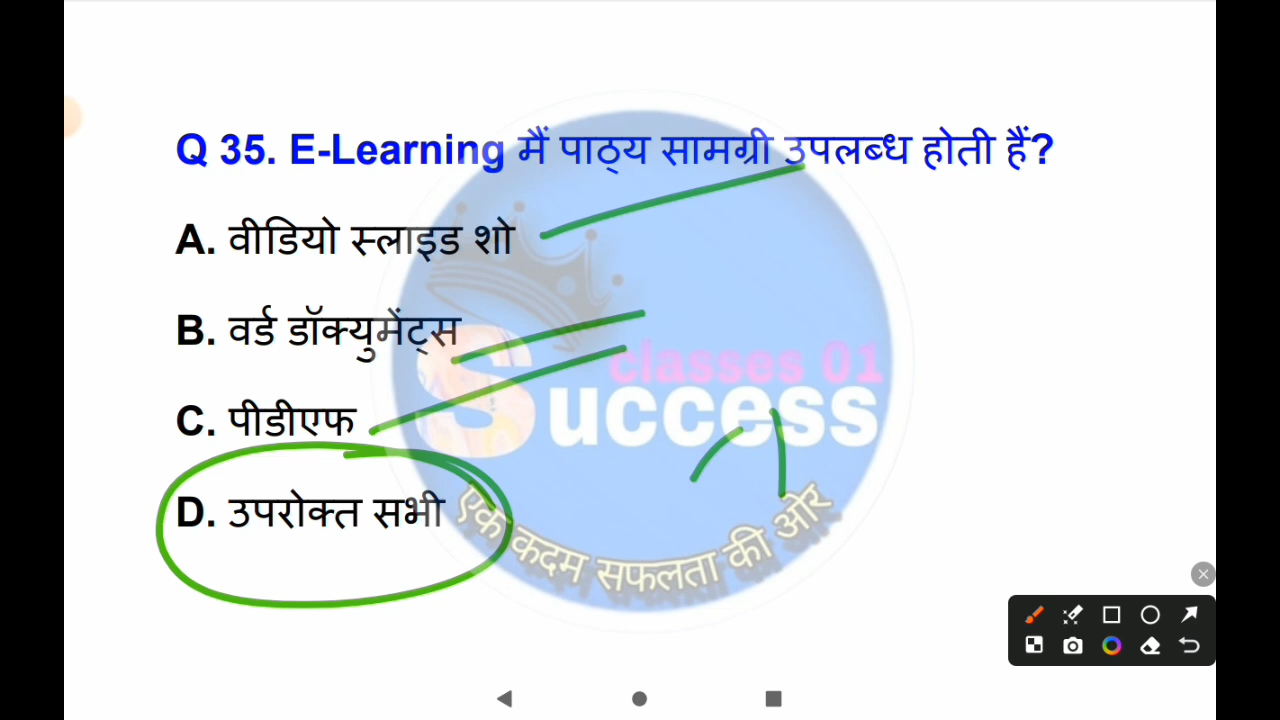 Q 35. E-Learning मैं पाठ्य सामग्री उपलब्ध होती हैं?
A. वीडियो स्लाइड शो
B. वर्ड डॉक्युमेंट्स
C. पीडीएफ
D. उपरोक्त सभी
classes 01
Success
एक कदम सफलता की ओर